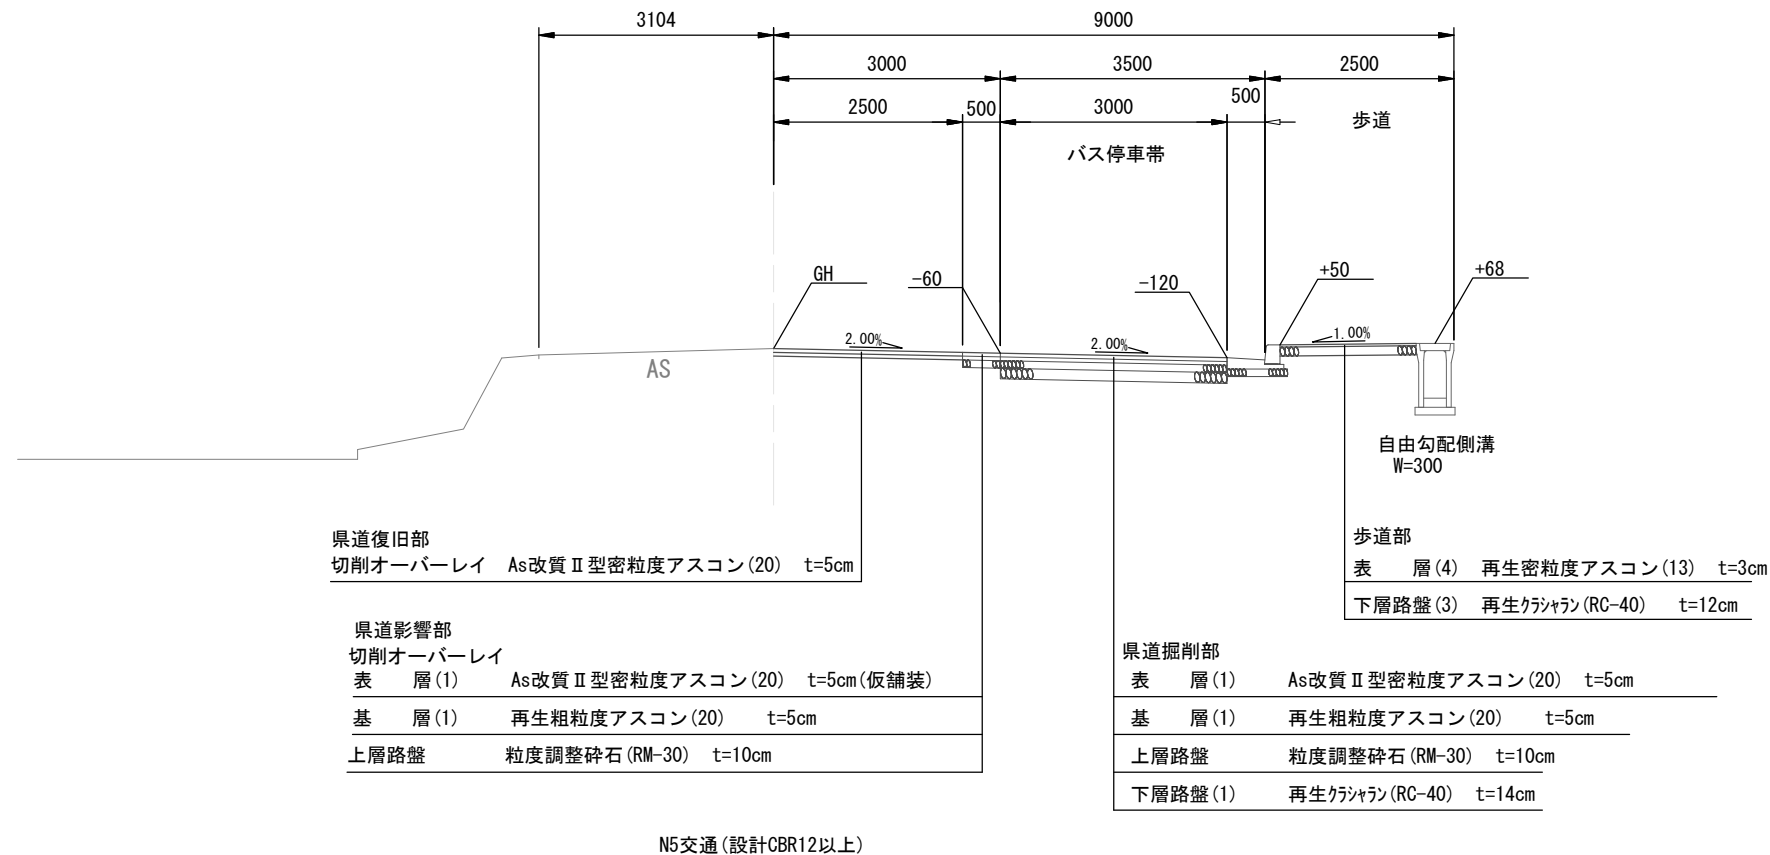 3104 9000
3000 3500 2500
2500 500 3000 500
歩道
バス停車帯
GH -60 -120 +50 +68
2.00% 2.00% 1.00%
AS
自由勾配側溝
W=300
県道復旧部
切削オーバーレイ As改質Ⅱ型密粒度アスコン(20) t=5cm
県道影響部
切削オーバーレイ
表 層(1) As改質Ⅱ型密粒度アスコン(20) t=5cm(仮舗装)
基 層(1) 再生粗粒度アスコン(20) t=5cm
上層路盤 粒度調整砕石(RM-30) t=10cm
歩道部
表 層(4) 再生密粒度アスコン(13) t=3cm
下層路盤(3) 再生クラシャラン(RC-40) t=12cm
県道掘削部
表 層(1) As改質Ⅱ型密粒度アスコン(20) t=5cm
基 層(1) 再生粗粒度アスコン(20) t=5cm
上層路盤 粒度調整砕石(RM-30) t=10cm
下層路盤(1) 再生クラシャラン(RC-40) t=14cm
N5交通(設計CBR12以上)